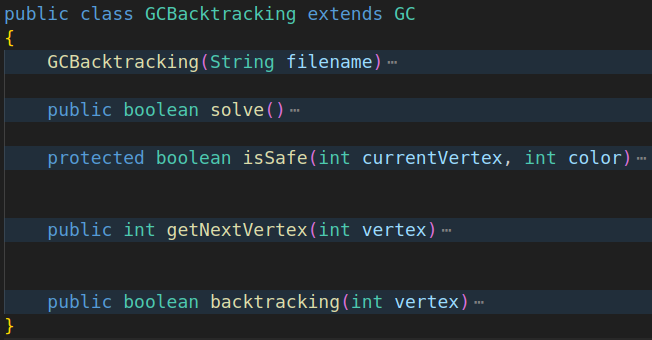 public class GCBacktracking extends GC
{
GCBacktracking(String filename)⋯
public boolean solve()⋯
protected boolean isSafe(int currentVertex, int color)⋯
public int getNextVertex(int vertex)⋯
public boolean backtracking(int vertex)⋯
}